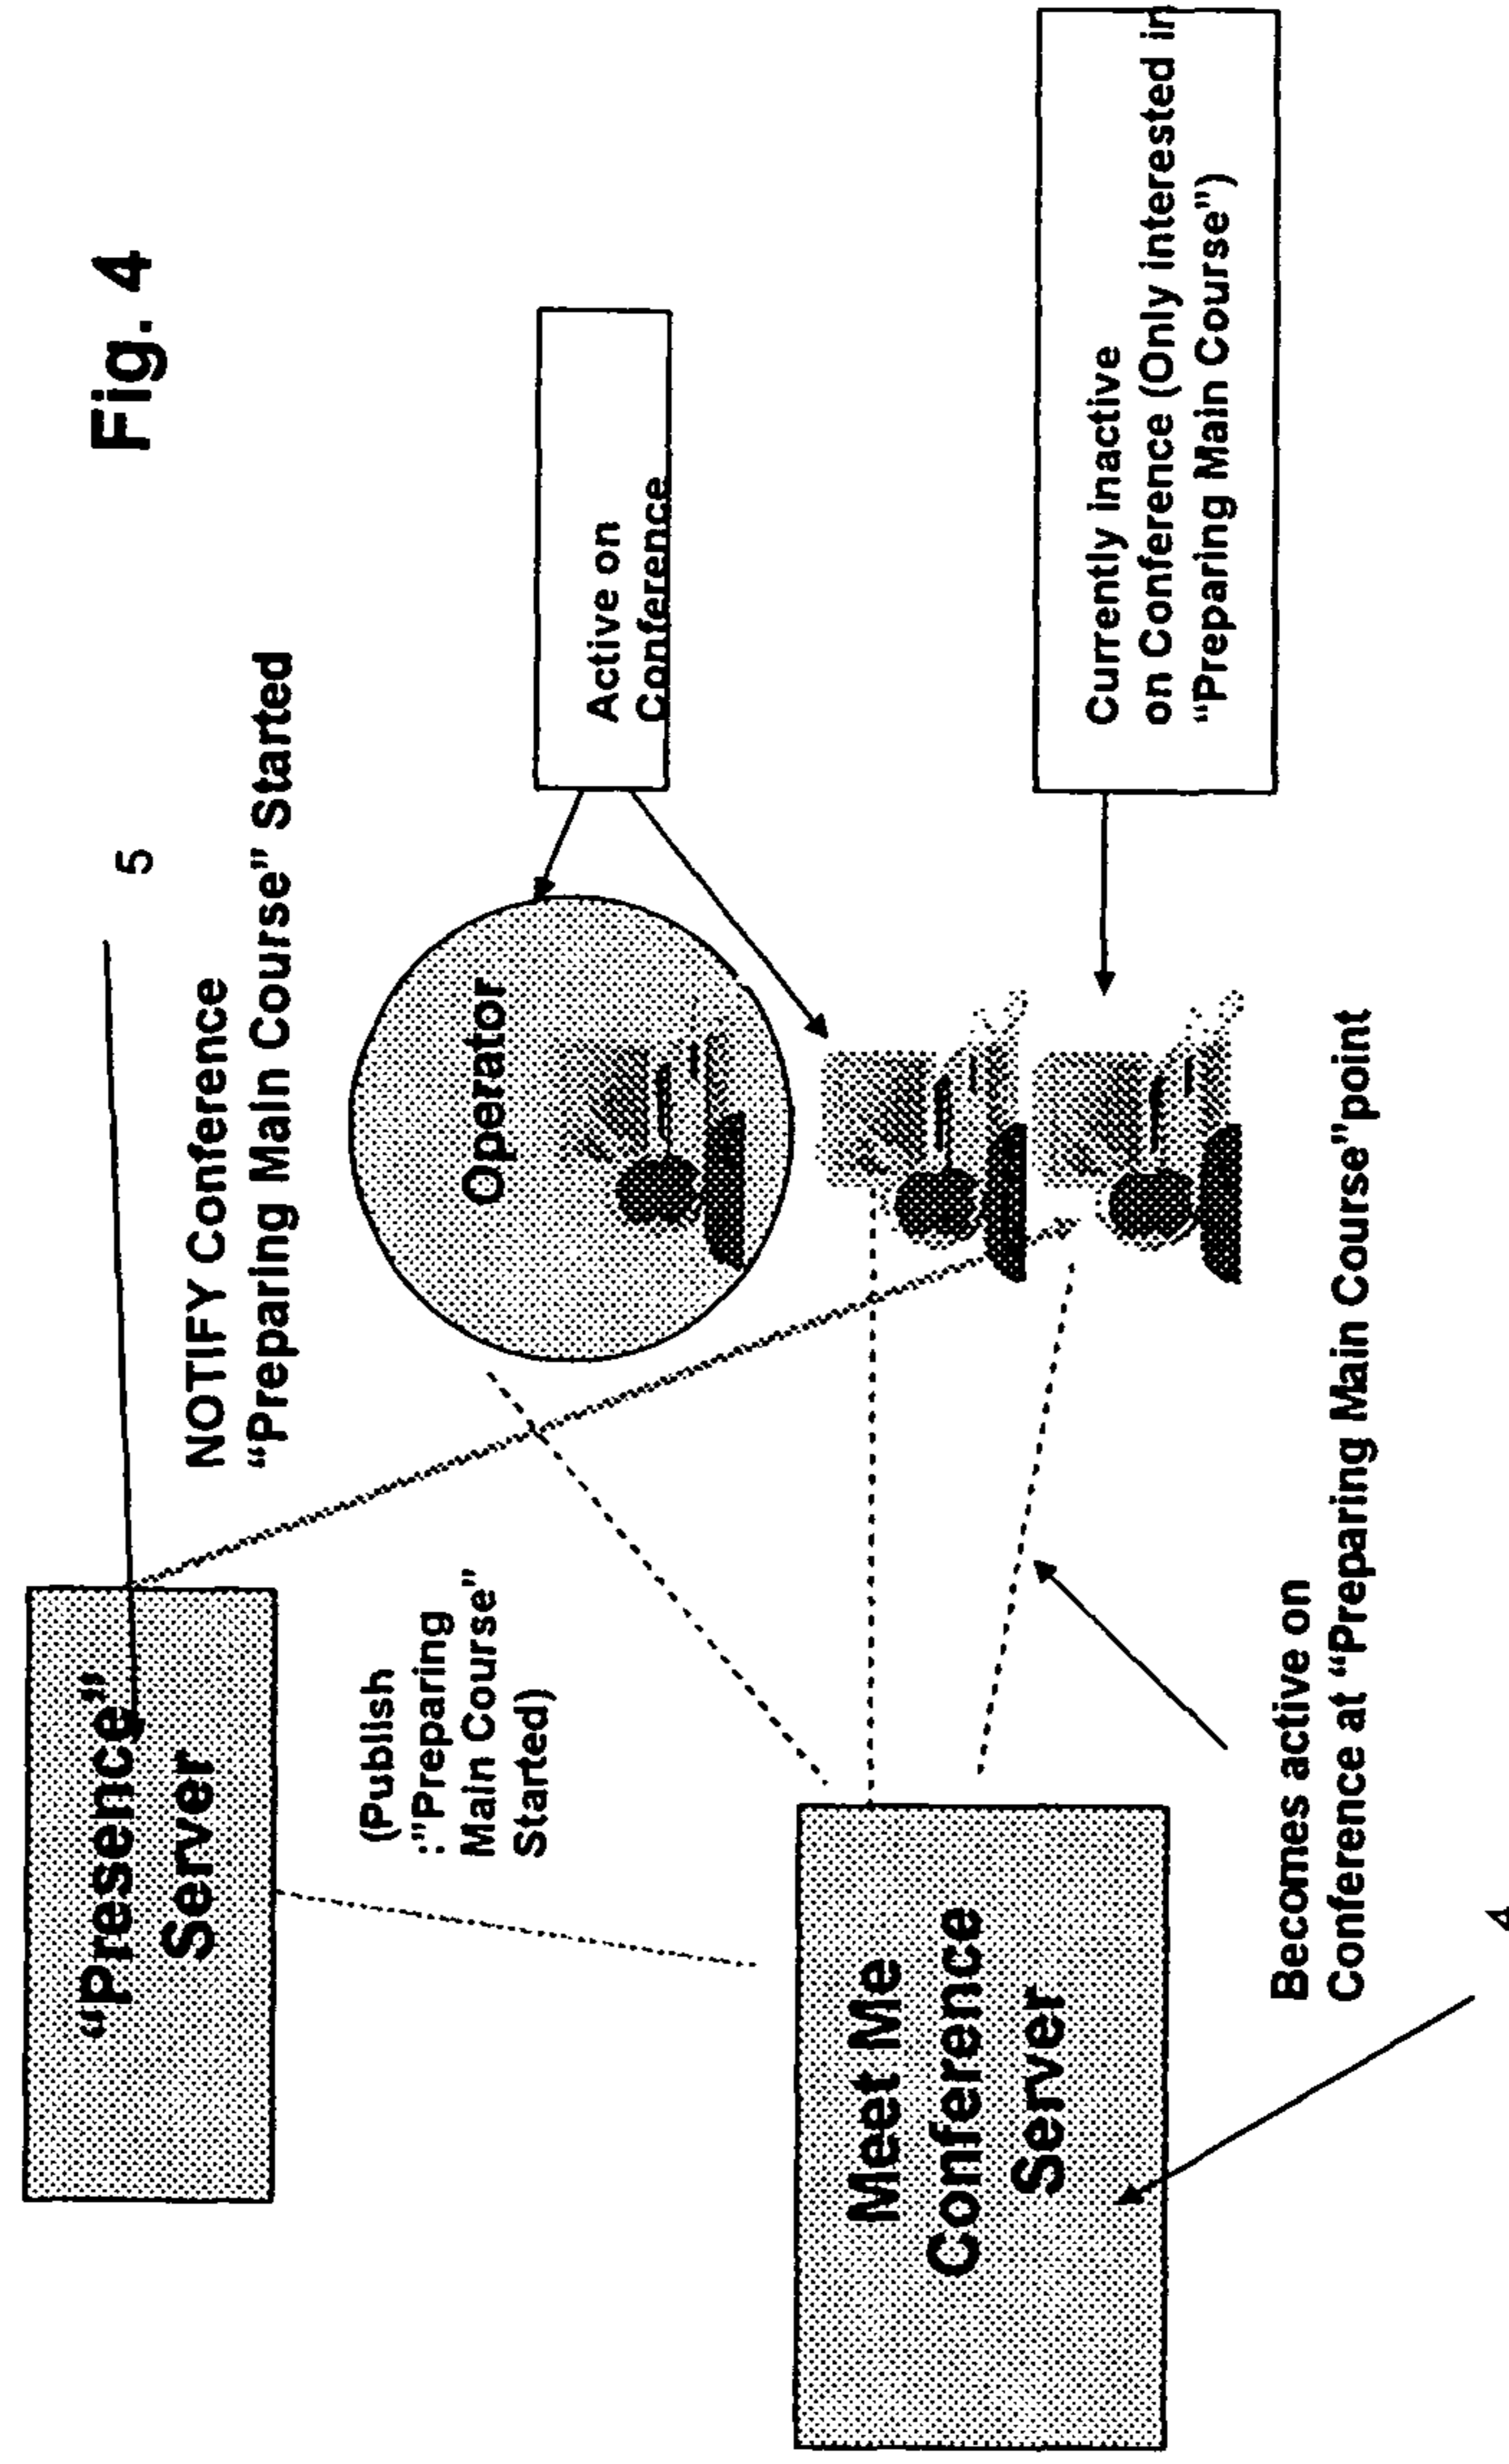 Fig. 4
5
"Presence"
Server
NOTIFY Conference
"Preparing Main Course" Started
(Publish
:"Preparing
Main Course"
Started)
Operator
Active on
Conference
Meet Me
Conference
Server
Currently inactive
on Conference (Only interested in
"Preparing Main Course")
Becomes active on
Conference at "Preparing Main Course"point
4